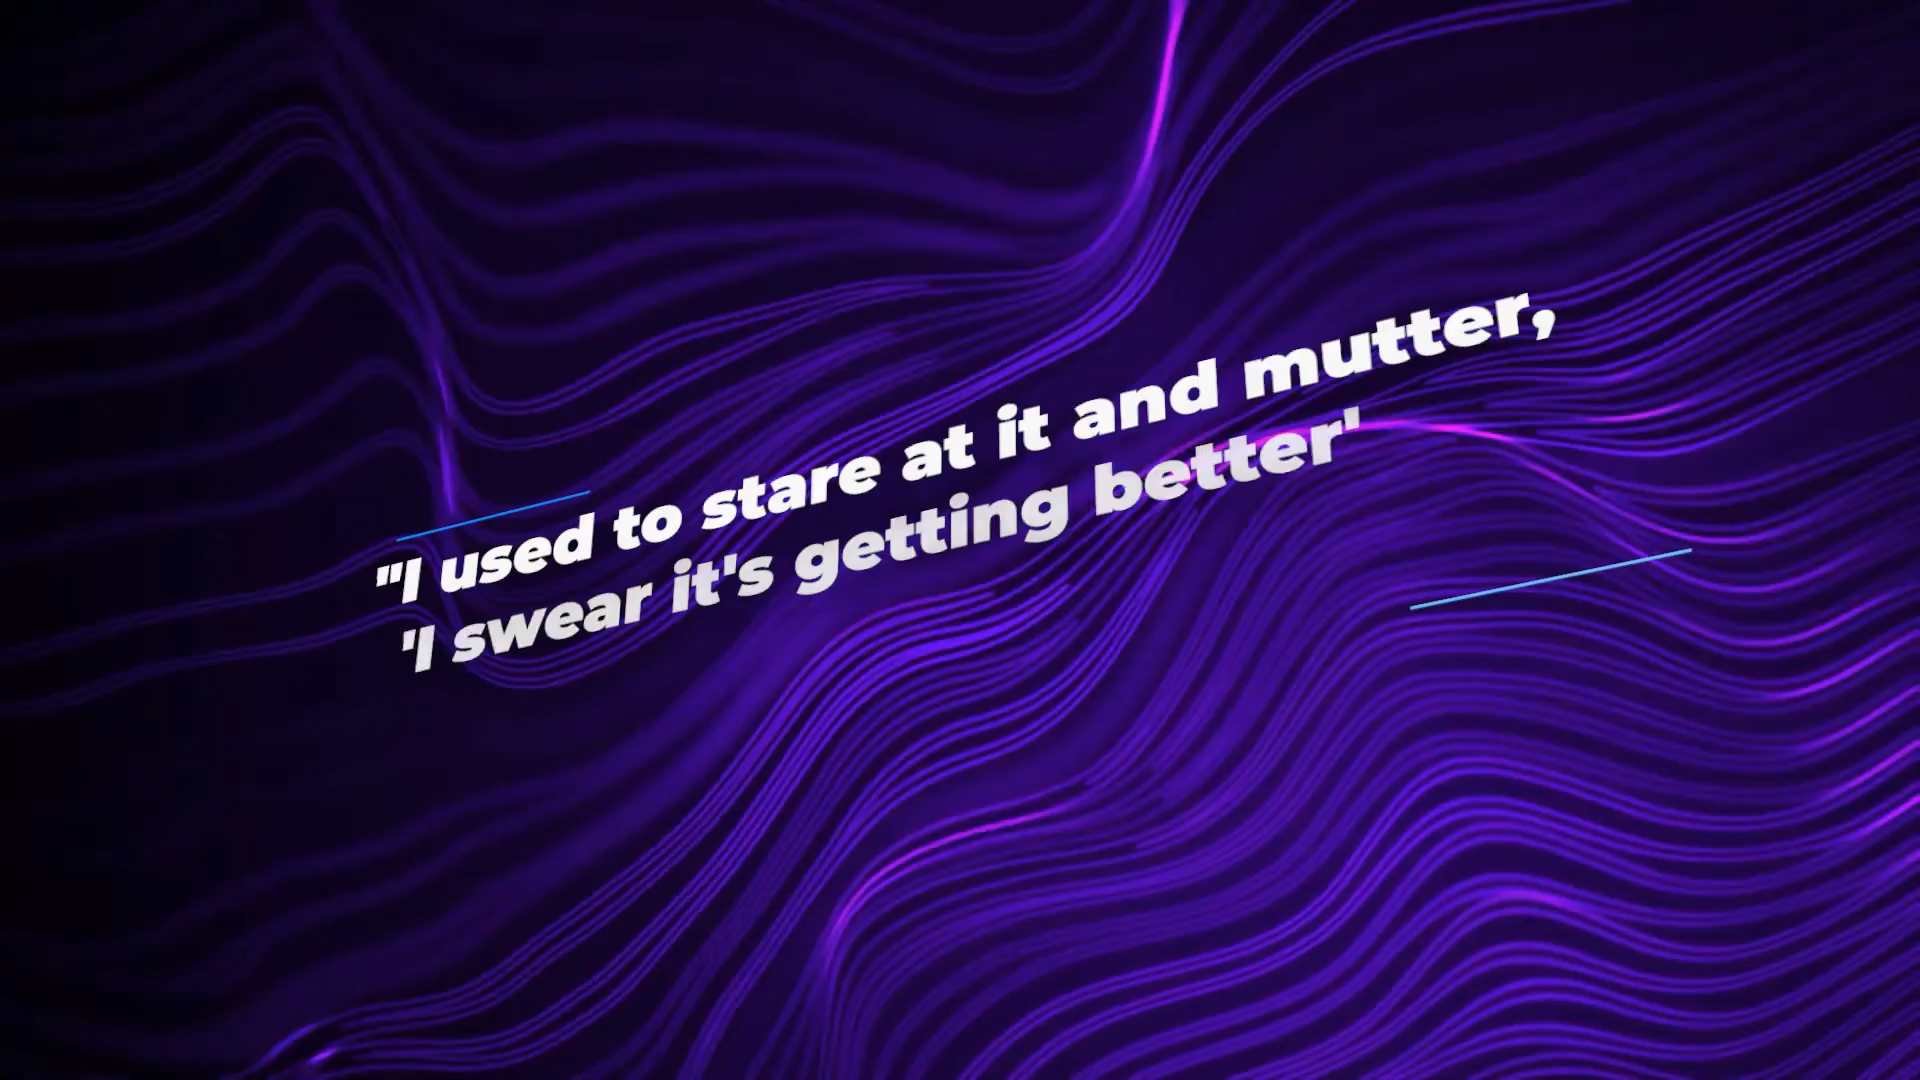 "I used to stare at it and mutter,
'I swear it's getting better'